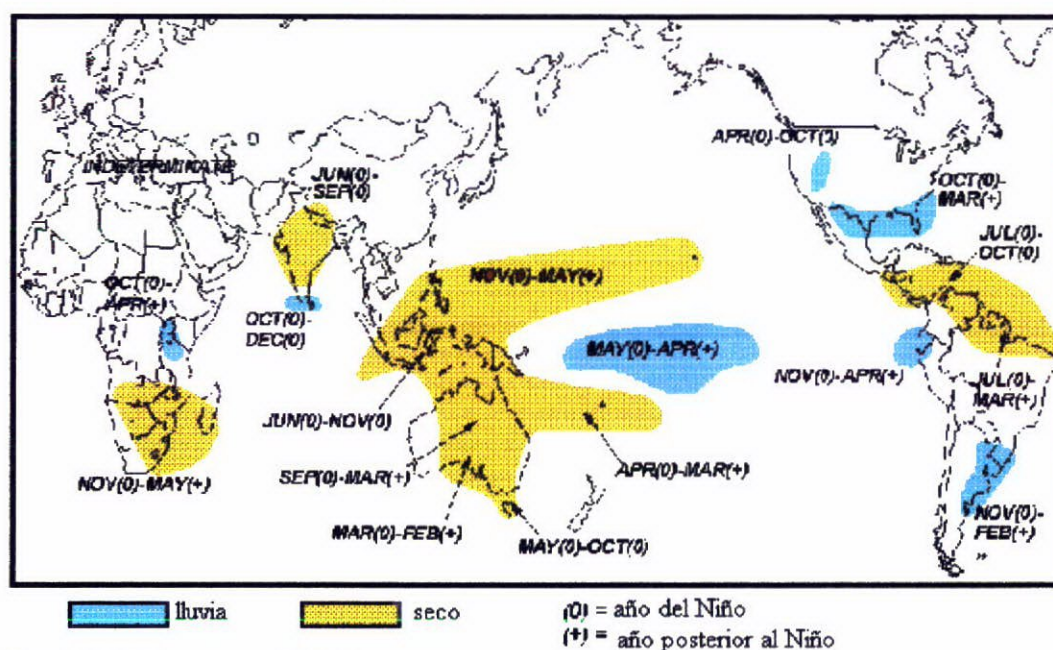 APR(0)-OCT(0)
INDETERMINATE
JUN(0)-
SEP(0)
OCT(0)-
MAR(+)
JUL(0)-
OCT(0)
OCT(0)-
APR(+)
NOV(0)-MAY(+)
OCT(0)-
DEC(0)
MAY(0)-APR(+)
NOV(0)-APR(+)
JUL(0)-
MAR(+)
JUN(0)-NOV(0)
NOV(0)-MAY(+)
SEP(0)-MAR(+)
APR(0)-MAR(+)
MAR(0)-FEB(+)
MAY(0)-OCT(0)
NOV(0)-
FEB(+)
lluvia
seco
(0) = año del Niño
(+) = año posterior al Niño